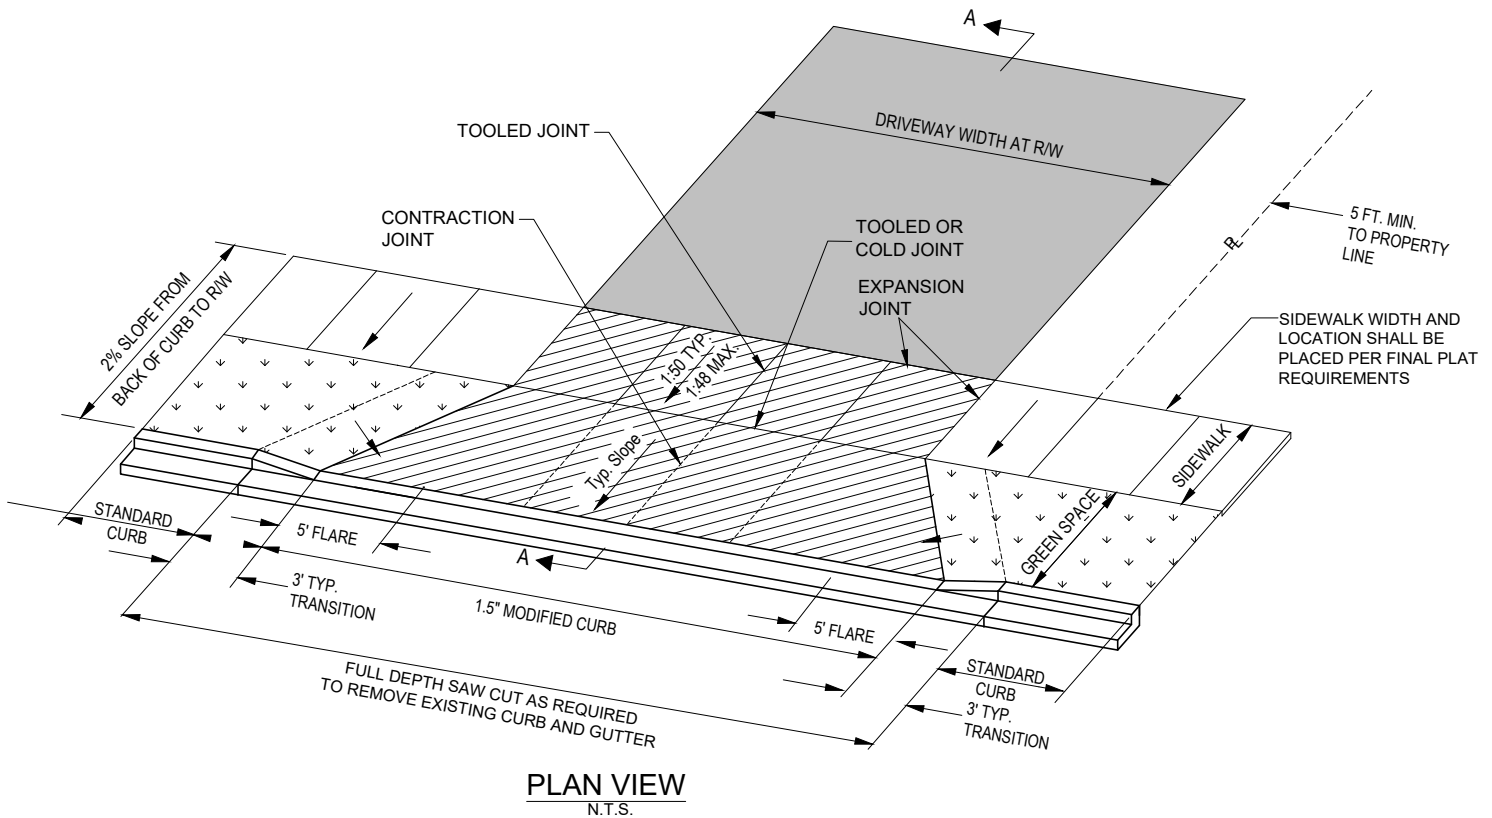 A
DRIVEWAY WIDTH AT R/W
TOOLED JOINT
CONTRACTION
JOINT
TOOLED OR
COLD JOINT
EXPANSION
JOINT
PL
5 FT. MIN.
TO PROPERTY
LINE
SIDEWALK WIDTH AND
LOCATION SHALL BE
PLACED PER FINAL PLAT
REQUIREMENTS
2% SLOPE FROM
BACK OF CURB TO R/W
1:50 TYP.
1:48 MAX.
Typ. Slope
SIDEWALK
GREEN SPACE
STANDARD
CURB
5' FLARE
A
3' TYP.
TRANSITION
1.5" MODIFIED CURB
5' FLARE
FULL DEPTH SAW CUT AS REQUIRED
TO REMOVE EXISTING CURB AND GUTTER
STANDARD
CURB
3' TYP.
TRANSITION
PLAN VIEW
N.T.S.